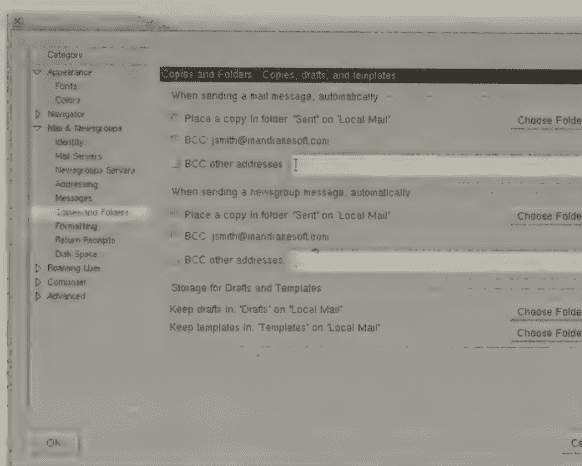 Category
Appearance
Fonts
Colors
Navigator
Mail & Newsgroups
Identity
Mail Servers
Newsgroups Servers
Addressing
Messages
Copies and Folders
Formatting
Return Receipts
Disk Space
Roaming User
Composer
Advanced
Copies and Folders Copies, drafts, and templates
When sending a mail message, automatically
Place a copy in folder "Sent" on 'Local Mail'
Choose Folde
BCC: jsmith@mandrakesoft.com
BCC other addresses
When sending a newsgroup message, automatically
Place a copy in folder "Sent" on 'Local Mail'
Choose Folde
BCC: jsmith@mandrakesoft.com
BCC other addresses:
Storage for Drafts and Templates
Keep drafts in. 'Drafts' on "Local Mail'
Choose Folde
Keep templates in. 'Templates' on 'Local Mail'
Choose Folde
OK
Ca